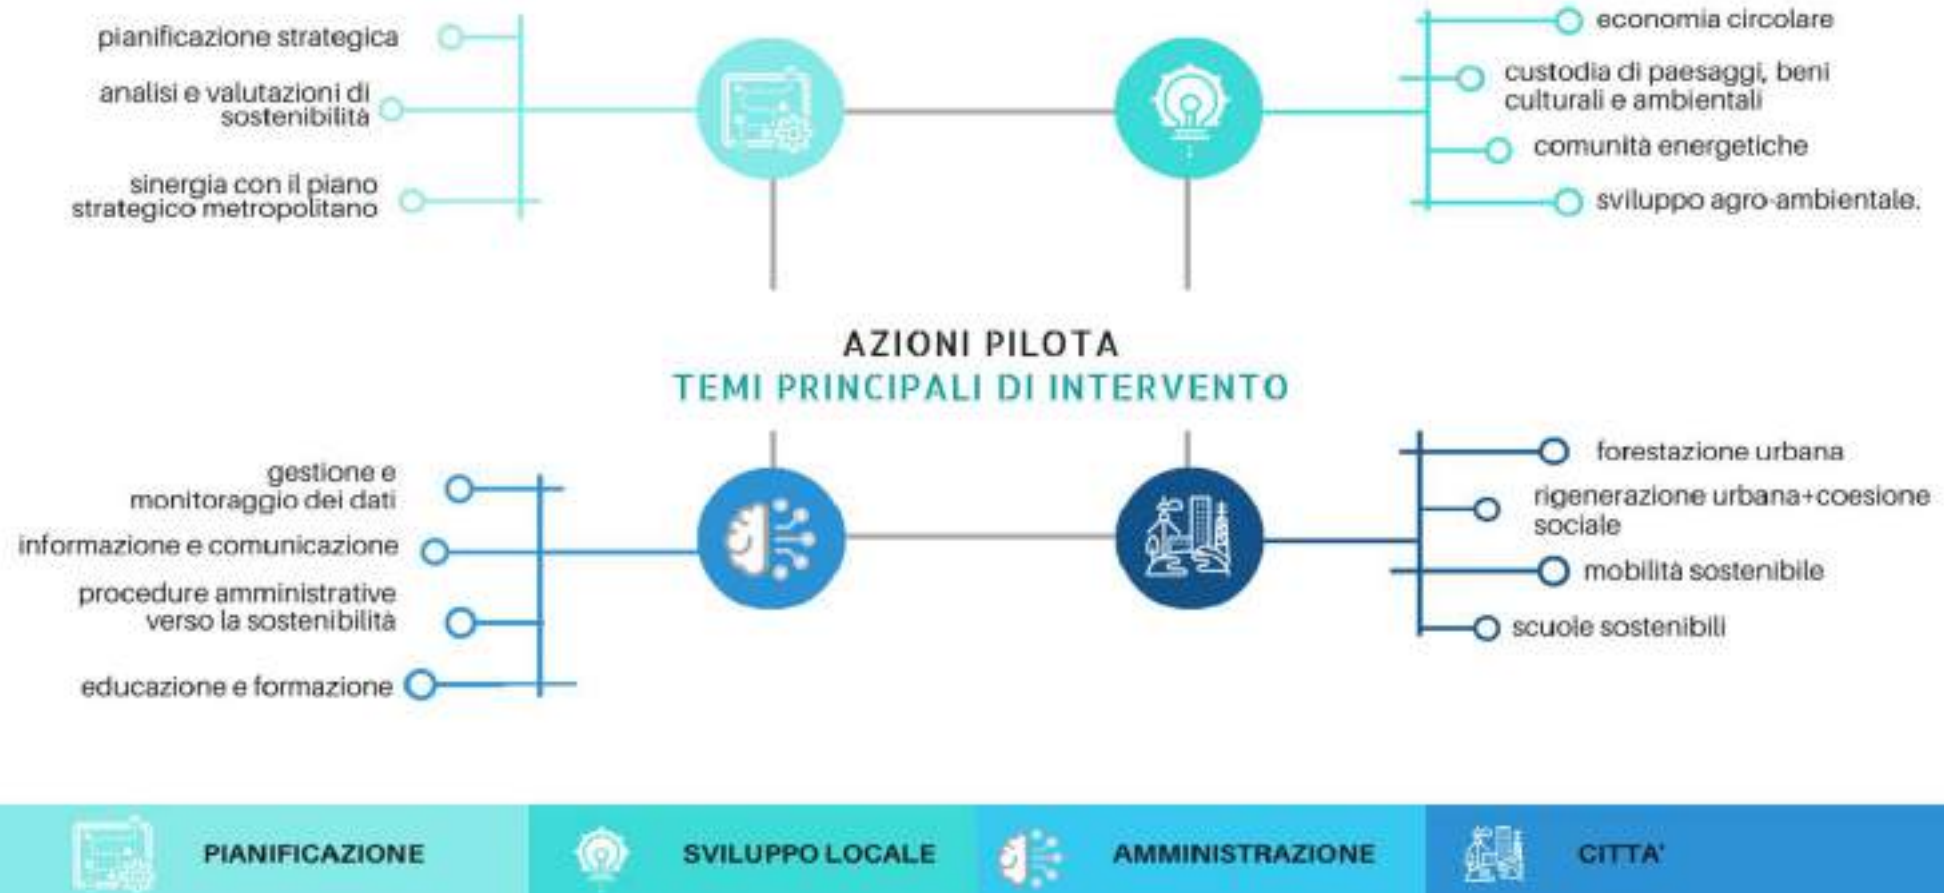 pianificazione strategica
analisi e valutazioni di
sostenibilità
sinergia con il piano
strategico metropolitano
economia circolare
custodia di paesaggi, beni
culturali e ambientali
comunità energetiche
sviluppo agro-ambientale.
AZIONI PILOTA
TEMI PRINCIPALI DI INTERVENTO
gestione e
monitoraggio dei dati
informazione e comunicazione
procedure amministrative
verso la sostenibilità
educazione e formazione
forestazione urbana
rigenerazione urbana+coesione
sociale
mobilità sostenibile
scuole sostenibili
PIANIFICAZIONE
SVILUPPO LOCALE
AMMINISTRAZIONE
CITTA'